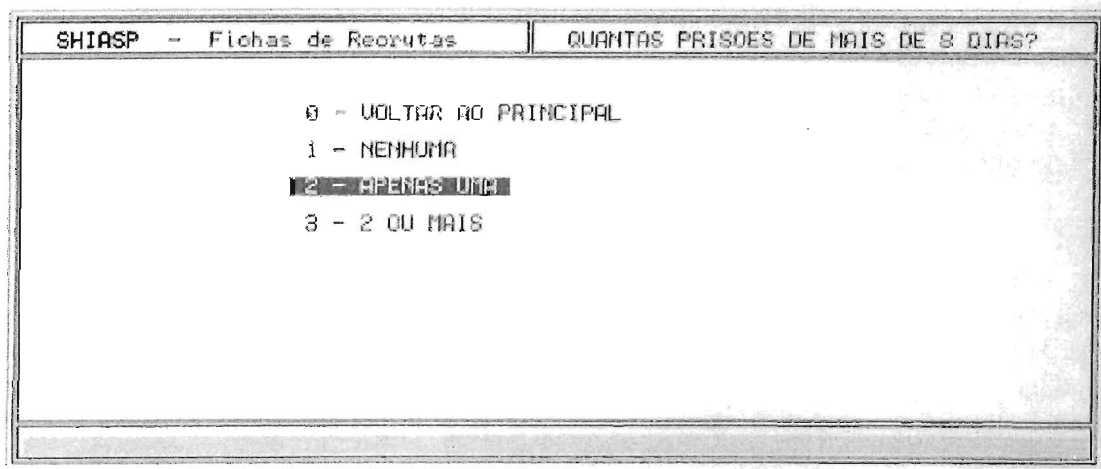 SHIASP - Fichas de Recrutas
QUANTAS PRISOES DE MAIS DE 8 DIAS?
0 - VOLTAR AO PRINCIPAL
1 - NENHUMA
2 - APENAS UMA
3 - 2 OU MAIS